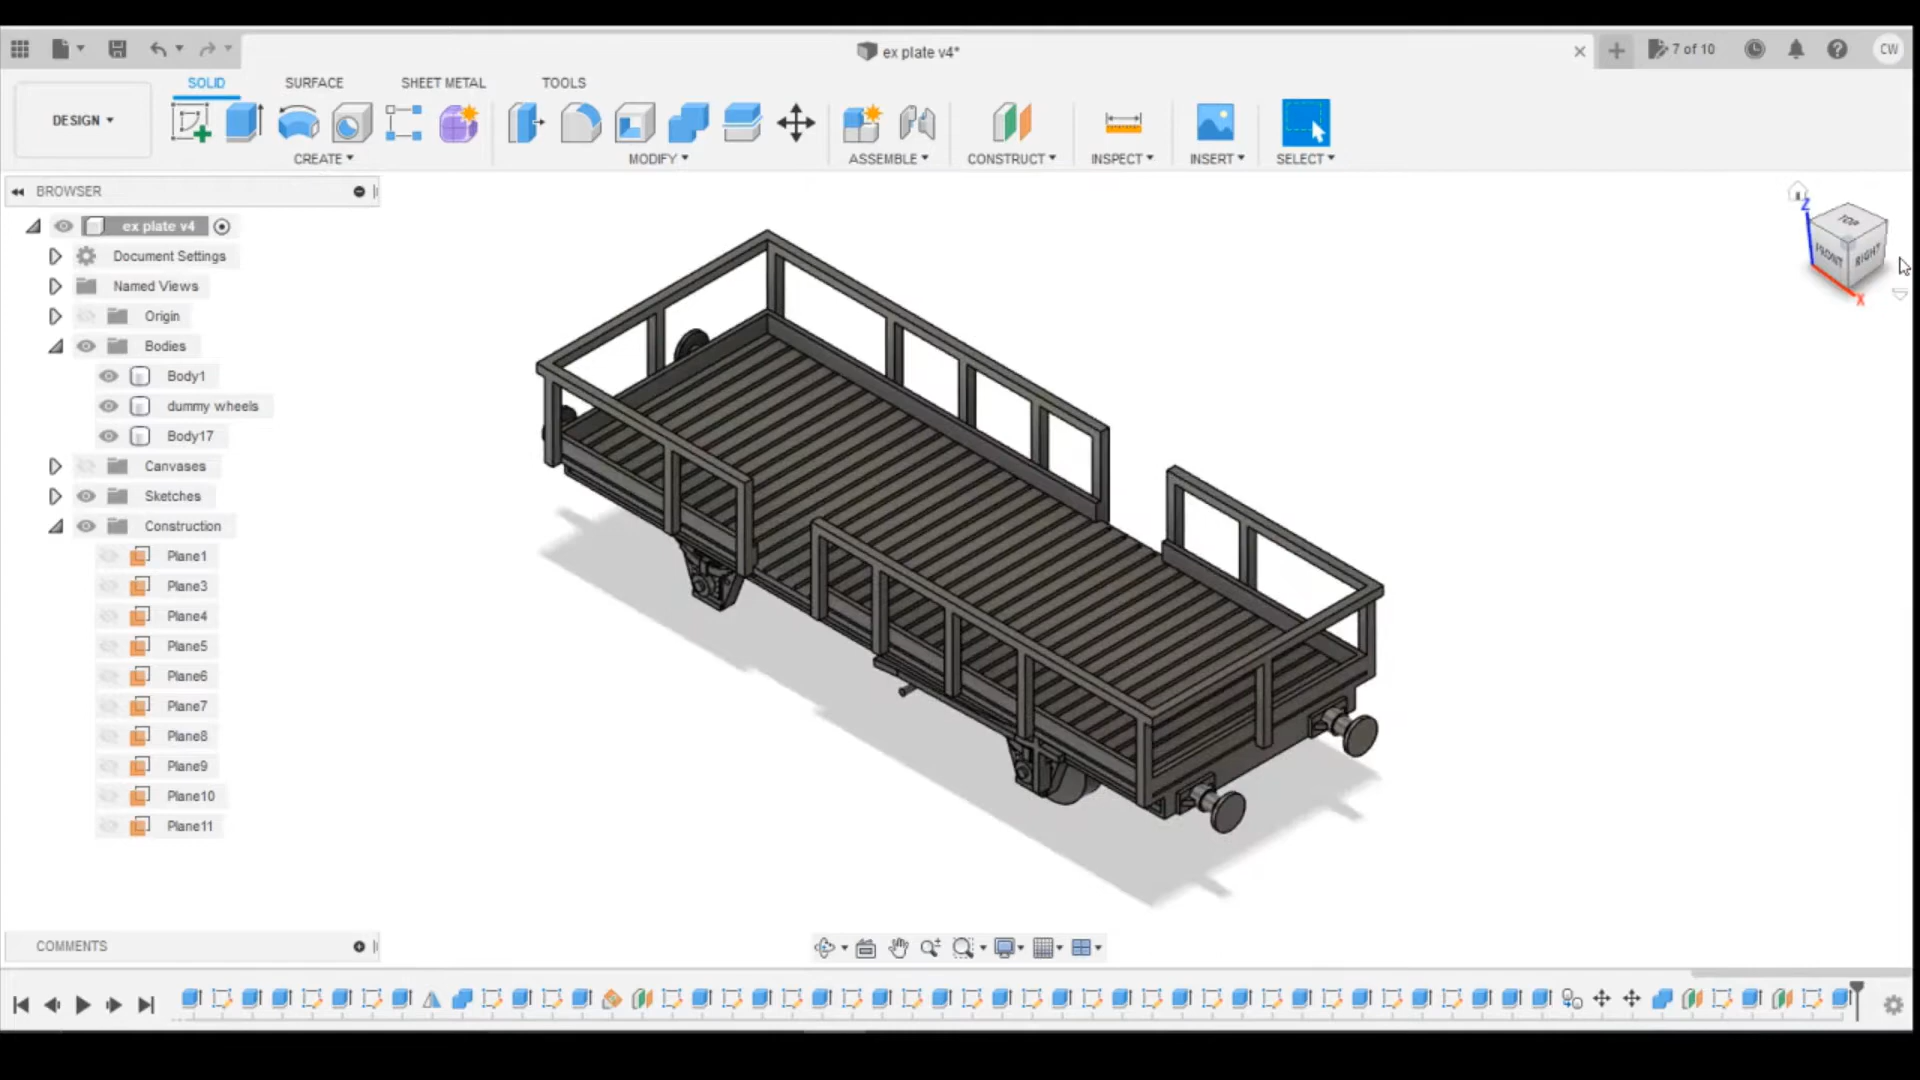 ex plate v4*
7 of 10
CW
SOLID
SURFACE
SHEET METAL
TOOLS
DESIGN
CREATE
MODIFY
ASSEMBLE
CONSTRUCT
INSPECT
INSERT
SELECT
BROWSER
ex plate v4
Document Settings
Named Views
Origin
Bodies
Body1
dummy wheels
Body17
Canvases
Sketches
Construction
Plane1
Plane3
Plane4
Plane5
Plane6
Plane7
Plane8
Plane9
Plane10
Plane11
Z
TOP
FRONT
RIGHT
X
COMMENTS